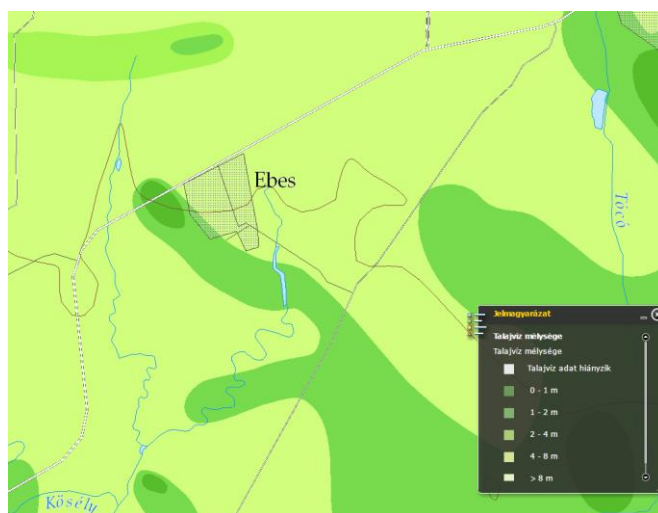 Ebes
Tócó
Kösély
Jelmagyarázat
Talajvíz mélysége
Talajvíz mélysége
Talajvíz adat hiányzik
0 - 1 m
1 - 2 m
2 - 4 m
4 - 8 m
> 8 m